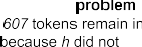 problem
607 tokens remain in
because h did not